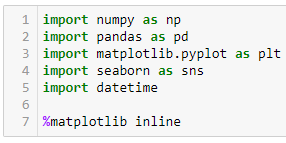 1 import numpy as np
2 import pandas as pd
3 import matplotlib.pyplot as plt
4 import seaborn as sns
5 import datetime
6
7 %matplotlib inline